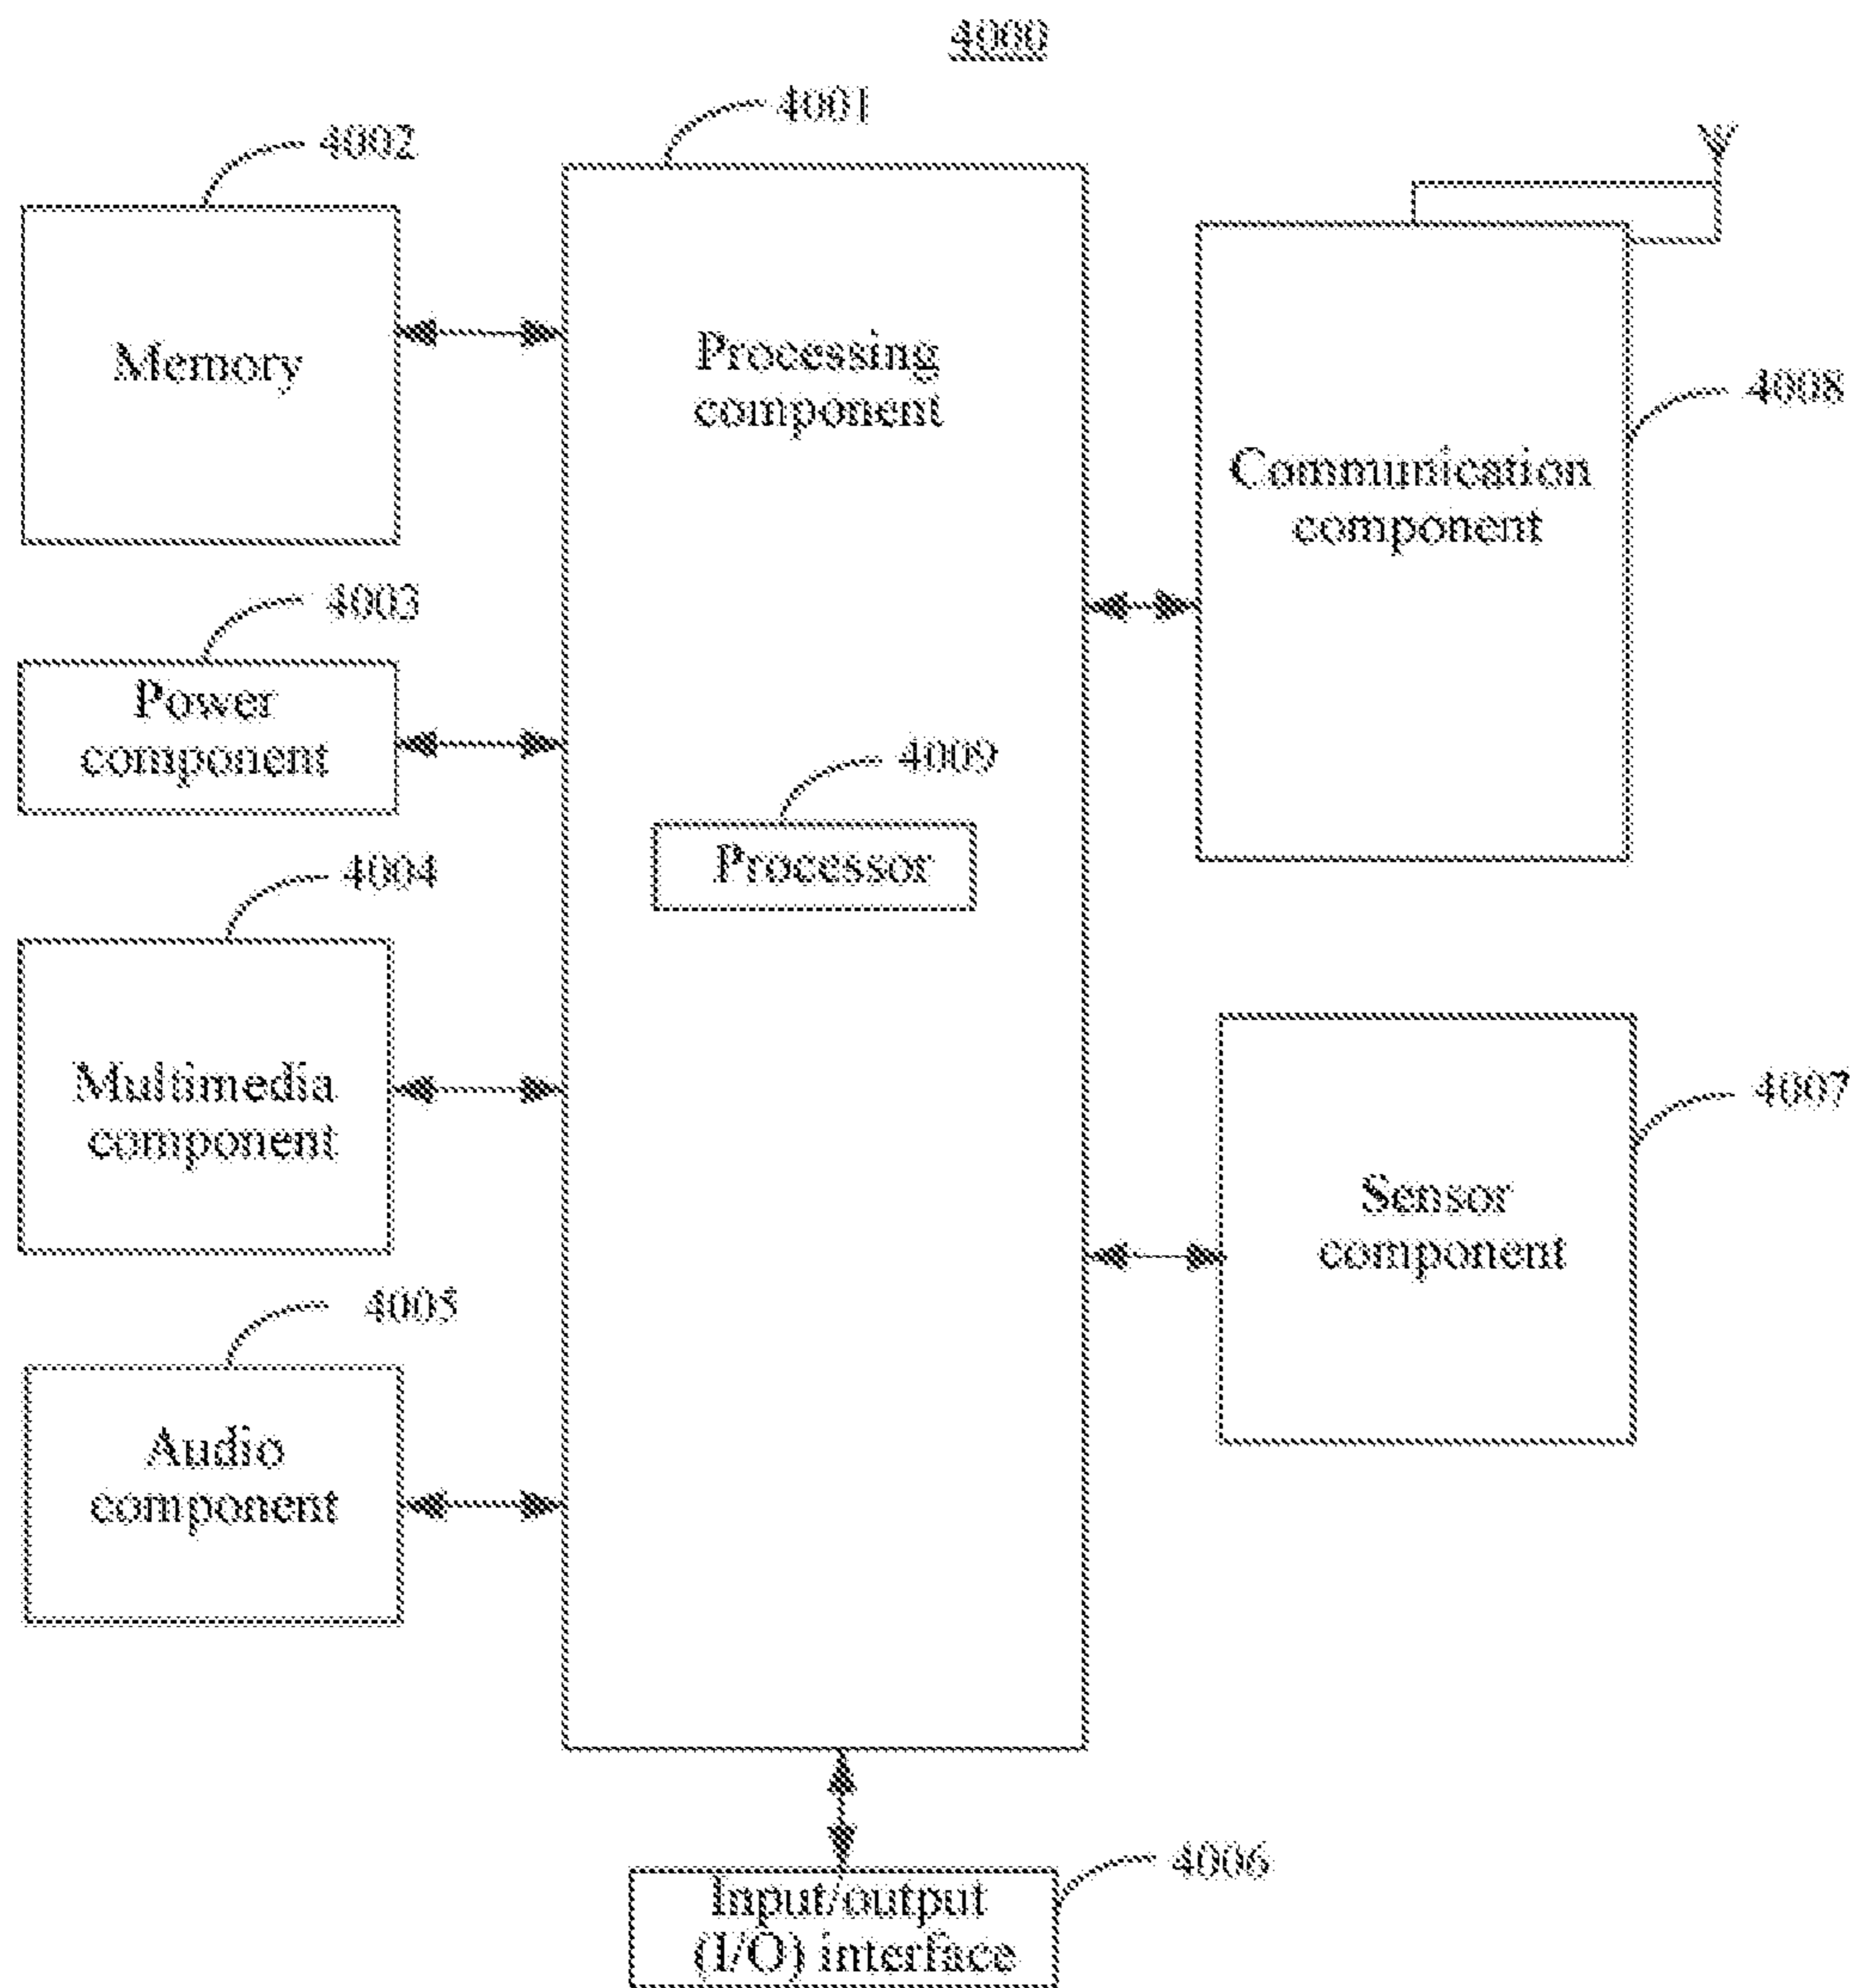 4000
4001
4002
Memory
Processing
component
4008
Communication
component
4003
Power
component
4009
Processor
4004
Multimedia
component
4007
Sensor
component
4005
Audio
component
4006
Input/output
(I/O) interface